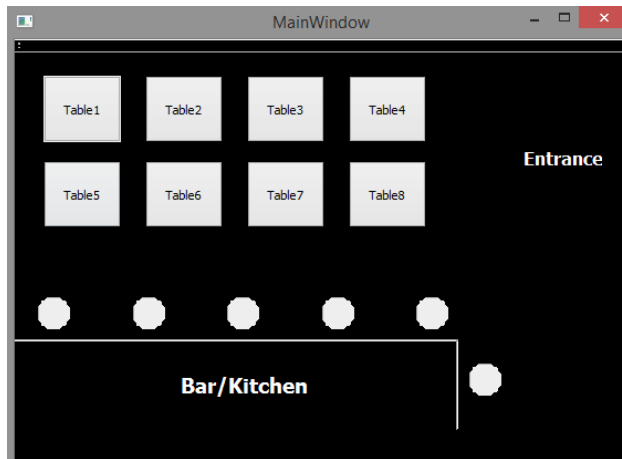 MainWindow
Table1 Table2 Table3 Table4
Entrance
Table5 Table6 Table7 Table8
Bar/Kitchen